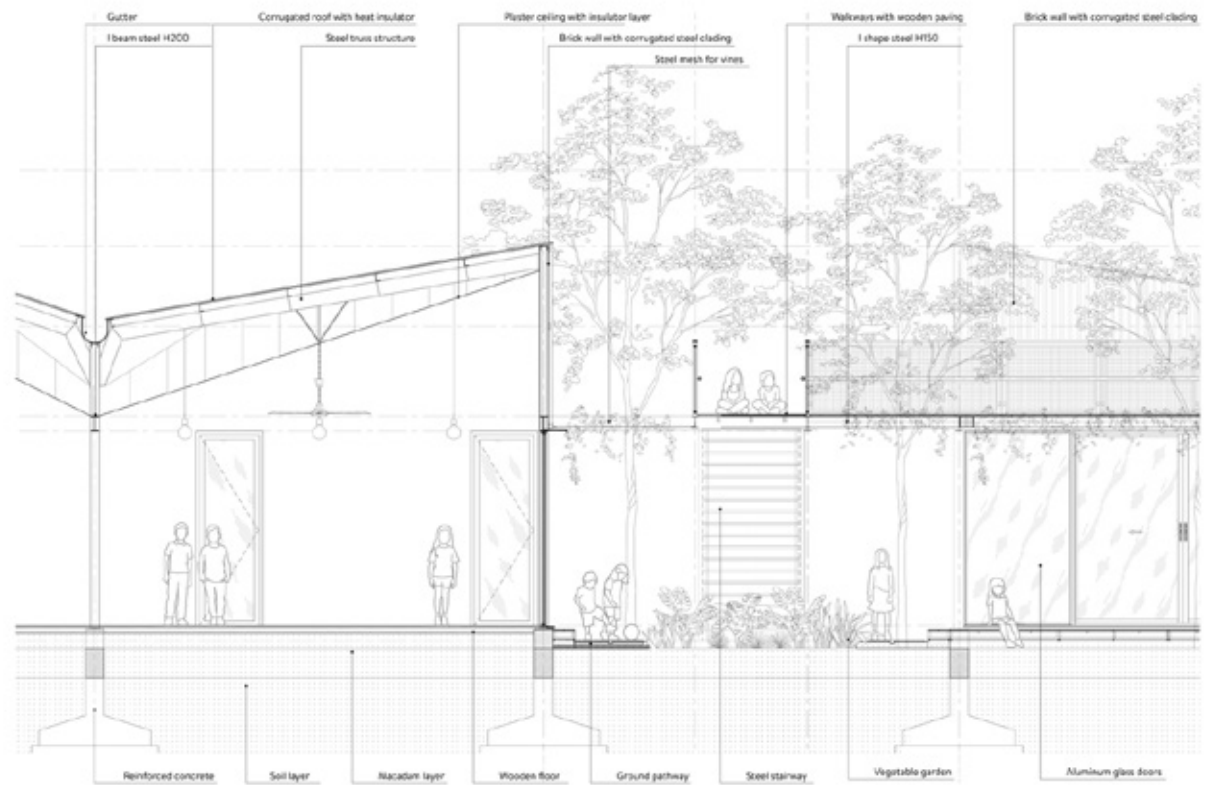 Gutter
Corrugated roof with heat insulator
Plaster ceiling with insulator layer
Walkways with wooden paving
Brick wall with corrugated steel clading
I beam steel H200
Steel truss structure
Brick wall with corrugated steel clading
I shape steel H150
Steel mesh for vines
Reinforced concrete
Soil layer
Macadam layer
Wooden floor
Ground pathway
Steel stairway
Vegetable garden
Aluminum glass doors